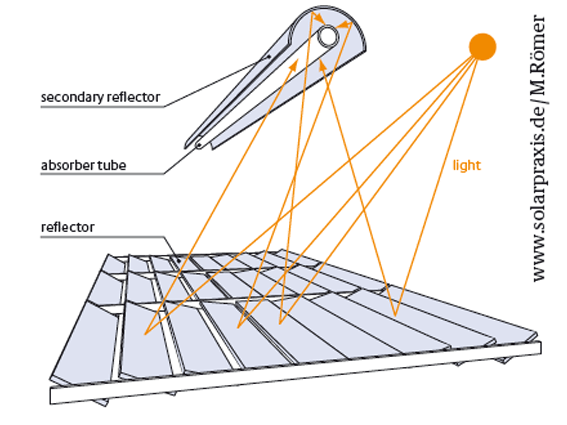 secondary reflector
absorber tube
reflector
light
www.solarpraxis.de/M.Römer